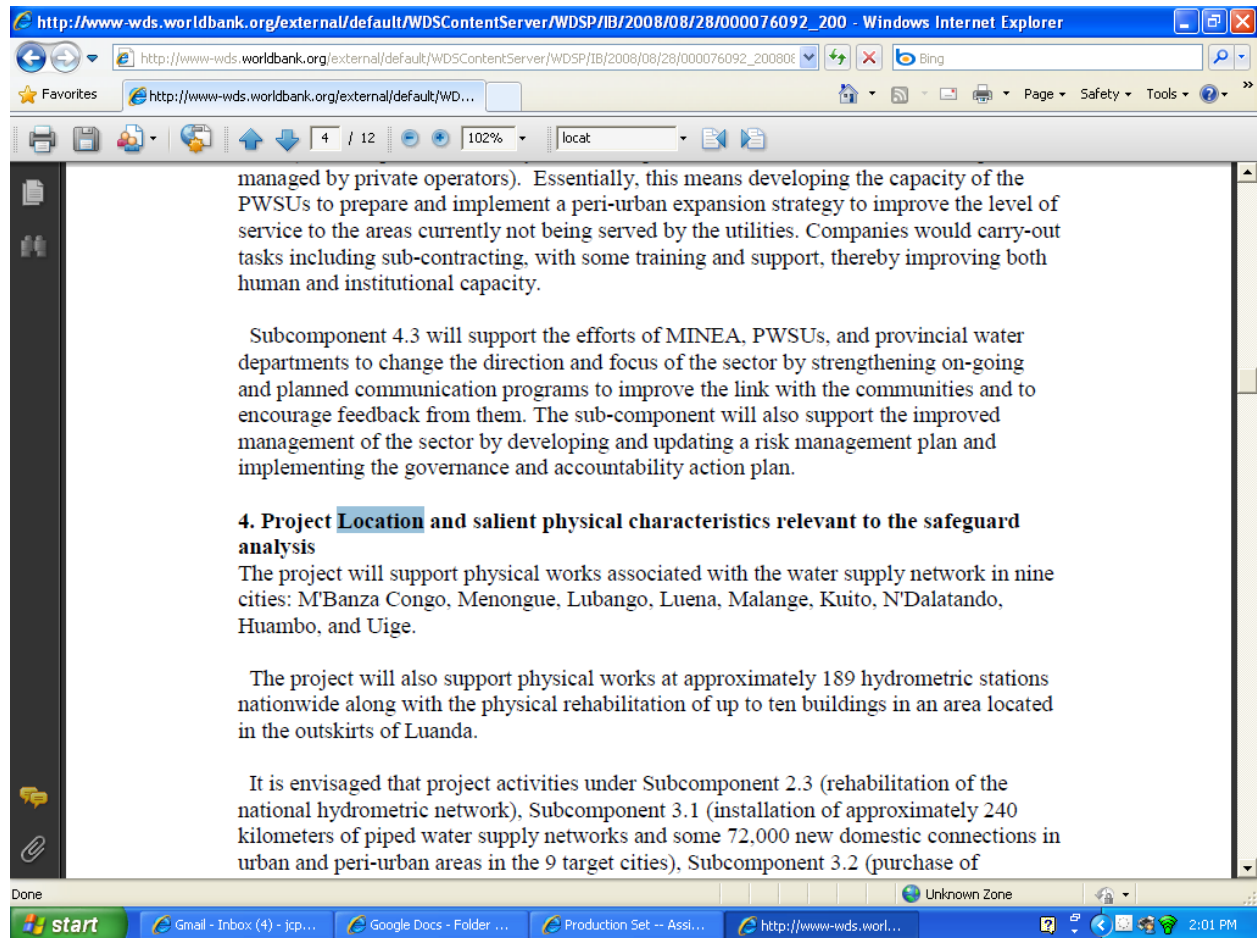 http://www-wds.worldbank.org/external/default/WDSContentServer/WDSP/IB/2008/08/28/000076092_200 - Windows Internet Explorer
http://www-wds.worldbank.org/external/default/WDSContentServer/WDSP/IB/2008/08/28/000076092_200808
Bing
Favorites
http://www-wds.worldbank.org/external/default/WD...
Page
Safety
Tools
4 / 12
102%
locat
managed by private operators). Essentially, this means developing the capacity of the
PWSUs to prepare and implement a peri-urban expansion strategy to improve the level of
service to the areas currently not being served by the utilities. Companies would carry-out
tasks including sub-contracting, with some training and support, thereby improving both
human and institutional capacity.
Subcomponent 4.3 will support the efforts of MINEA, PWSUs, and provincial water
departments to change the direction and focus of the sector by strengthening on-going
and planned communication programs to improve the link with the communities and to
encourage feedback from them. The sub-component will also support the improved
management of the sector by developing and updating a risk management plan and
implementing the governance and accountability action plan.
4. Project Location and salient physical characteristics relevant to the safeguard
analysis
The project will support physical works associated with the water supply network in nine
cities: M'Banza Congo, Menongue, Lubango, Luena, Malange, Kuito, N'Dalatando,
Huambo, and Uige.
The project will also support physical works at approximately 189 hydrometric stations
nationwide along with the physical rehabilitation of up to ten buildings in an area located
in the outskirts of Luanda.
It is envisaged that project activities under Subcomponent 2.3 (rehabilitation of the
national hydrometric network), Subcomponent 3.1 (installation of approximately 240
kilometers of piped water supply networks and some 72,000 new domestic connections in
urban and peri-urban areas in the 9 target cities), Subcomponent 3.2 (purchase of
Done
Unknown Zone
start
Gmail - Inbox (4) - jcp...
Google Docs - Folder ...
Production Set -- Assi...
http://www-wds.worl...
2:01 PM